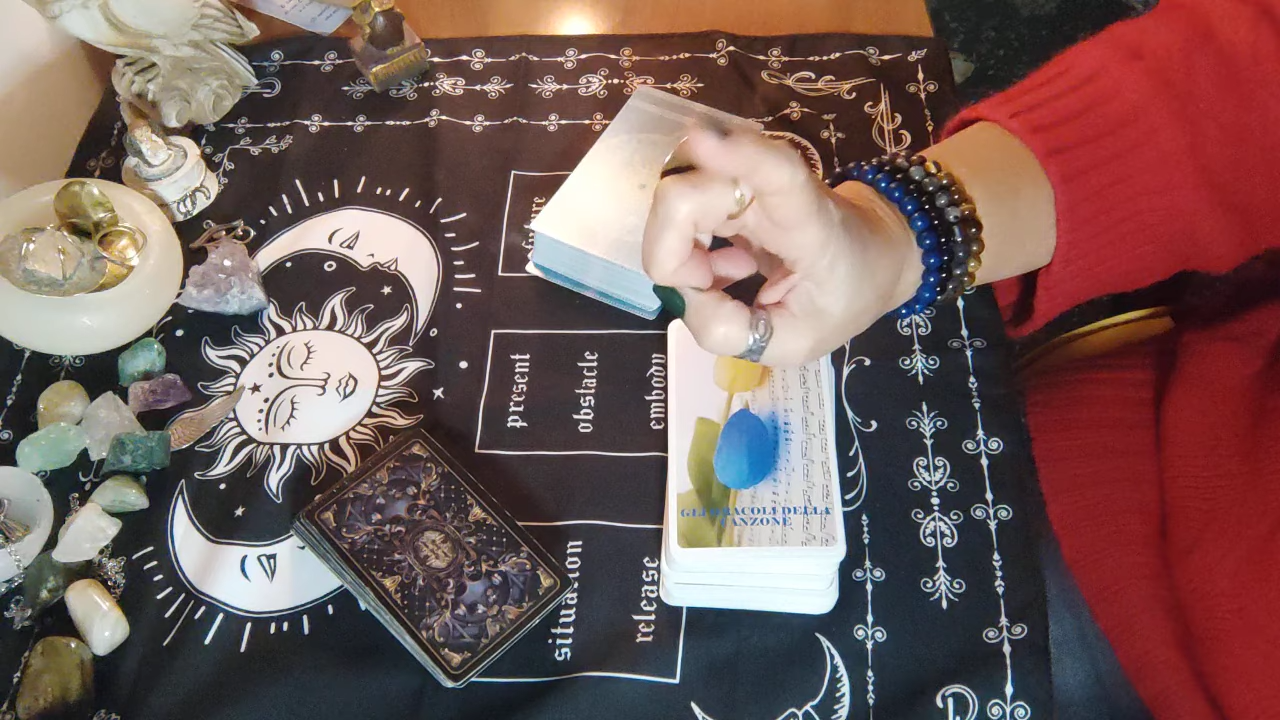 future
present
obstacle
embody
situation
release
GLI ORACOLI DELLA
CANZONE